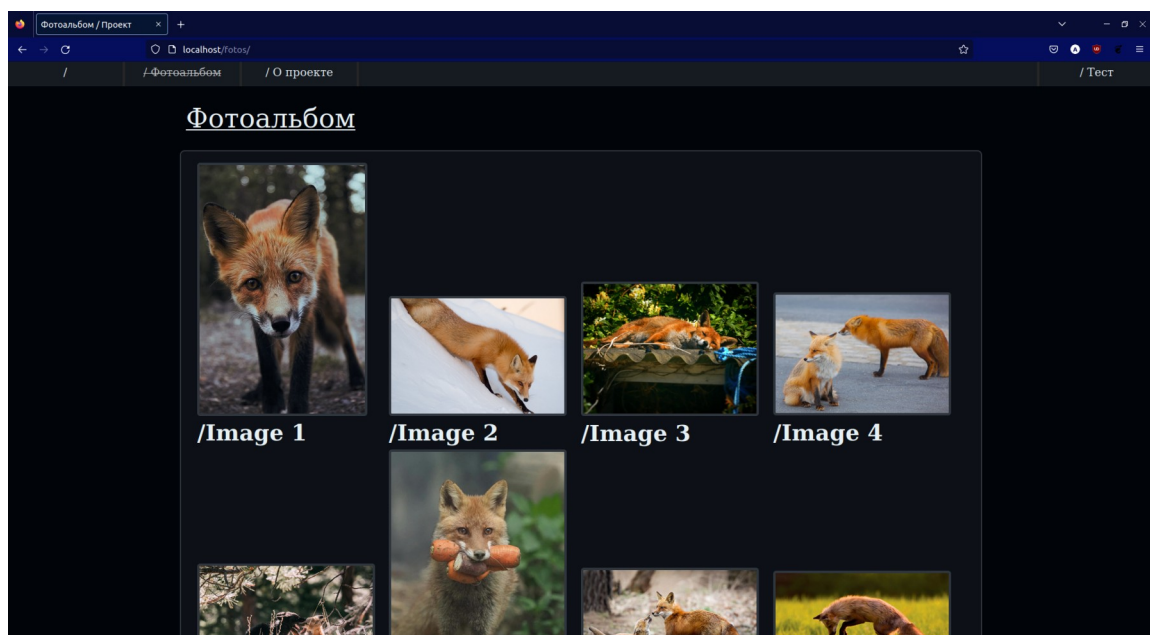 Фотоальбом / Проект
localhost/fotos/
/ / Фотоальбом / О проекте / Тест
Фотоальбом
/Image 1 /Image 2 /Image 3 /Image 4